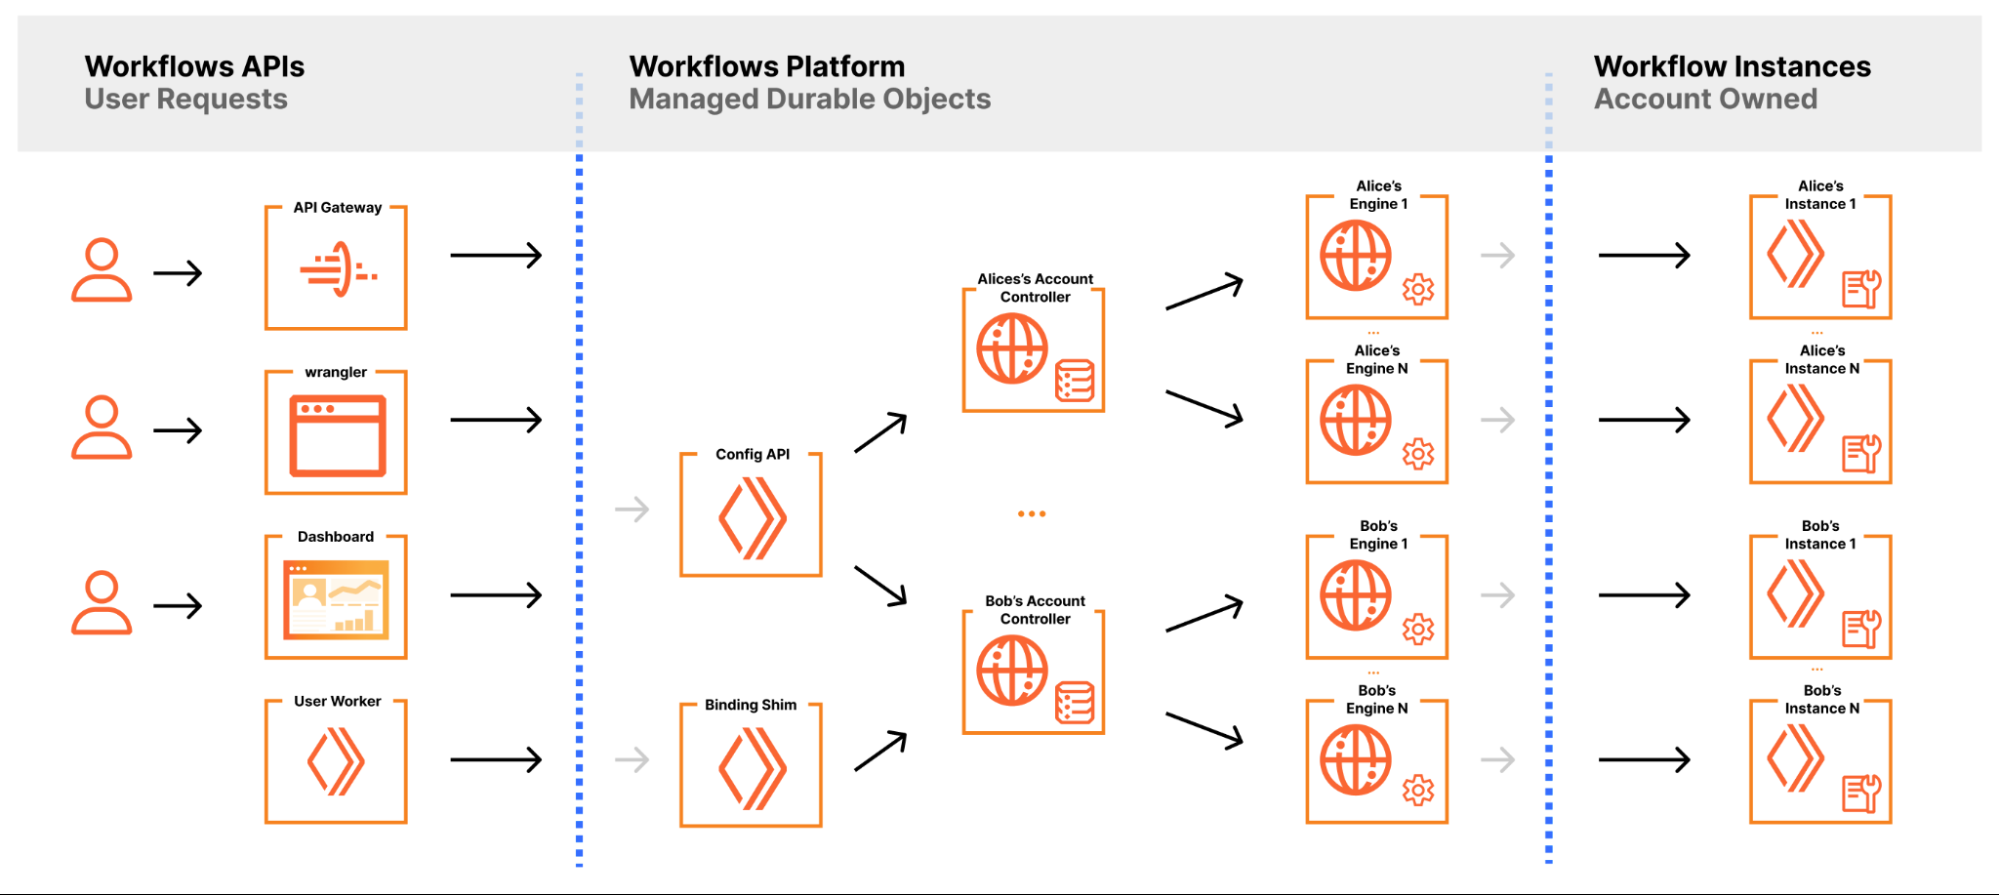 Workflows APIs
User Requests
Workflows Platform
Managed Durable Objects
Workflow Instances
Account Owned
API Gateway
wrangler
Dashboard
User Worker
Config API
Binding Shim
Alices's Account
Controller
...
Bob's Account
Controller
Alice's
Engine 1
...
Alice's
Engine N
Bob's
Engine 1
...
Bob's
Engine N
Alice's
Instance 1
...
Alice's
Instance N
Bob's
Instance 1
...
Bob's
Instance N